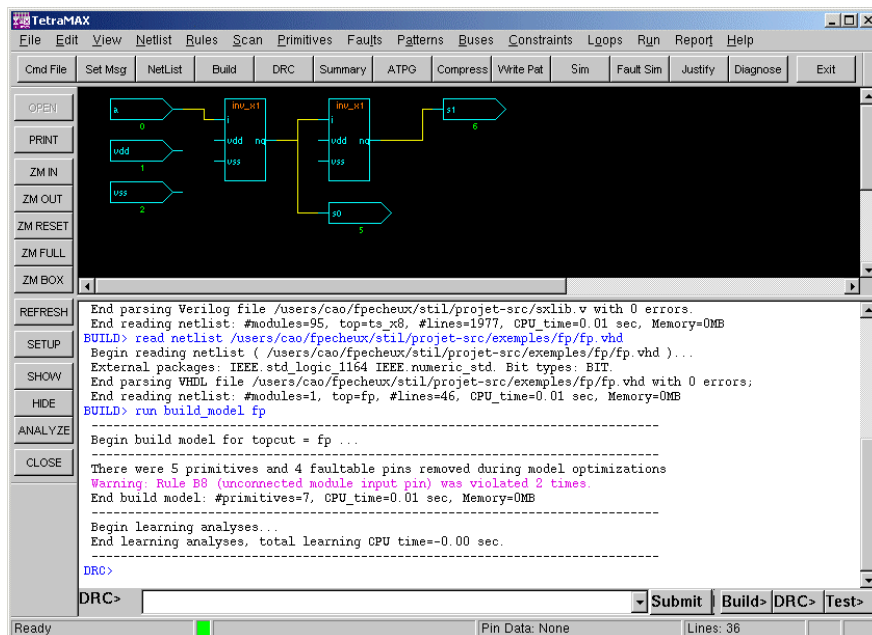 TetraMAX
File Edit View Netlist Rules Scan Primitives Faults Patterns Buses Constraints Loops Run Report Help
Cmd File Set Msg NetList Build DRC Summary ATPG Compress Write Pat Sim Fault Sim Justify Diagnose Exit
OPEN
PRINT
ZM IN
ZM OUT
ZM RESET
ZM FULL
ZM BOX
REFRESH
SETUP
SHOW
HIDE
ANALYZE
CLOSE
a inv_x1 inv_x1 s1
0 i i 6
vdd vdd nq vdd nq
1 vss vss
vss
2 s0
5
End parsing Verilog file /users/cao/fpecheux/stil/projet-src/sxlib.v with 0 errors.
End reading netlist: #modules=95, top=ts_x8, #lines=1977, CPU_time=0.01 sec, Memory=0MB
BUILD> read netlist /users/cao/fpecheux/stil/projet-src/exemples/fp/fp.vhd
Begin reading netlist ( /users/cao/fpecheux/stil/projet-src/exemples/fp/fp.vhd )...
External packages: IEEE.std_logic_1164 IEEE.numeric_std. Bit types: BIT.
End parsing VHDL file /users/cao/fpecheux/stil/projet-src/exemples/fp/fp.vhd with 0 errors;
End reading netlist: #modules=1, top=fp, #lines=46, CPU_time=0.01 sec, Memory=0MB
BUILD> run build_model fp
------------------------------------------------------------------------------
Begin build model for topcut = fp ...
------------------------------------------------------------------------------
There were 5 primitives and 4 faultable pins removed during model optimizations
Warning: Rule B8 (unconnected module input pin) was violated 2 times.
End build model: #primitives=7, CPU_time=0.01 sec, Memory=0MB
------------------------------------------------------------------------------
Begin learning analyses...
End learning analyses, total learning CPU time=-0.00 sec.
------------------------------------------------------------------------------
DRC>
DRC> Submit Build> DRC> Test>
Ready Pin Data: None Lines: 36